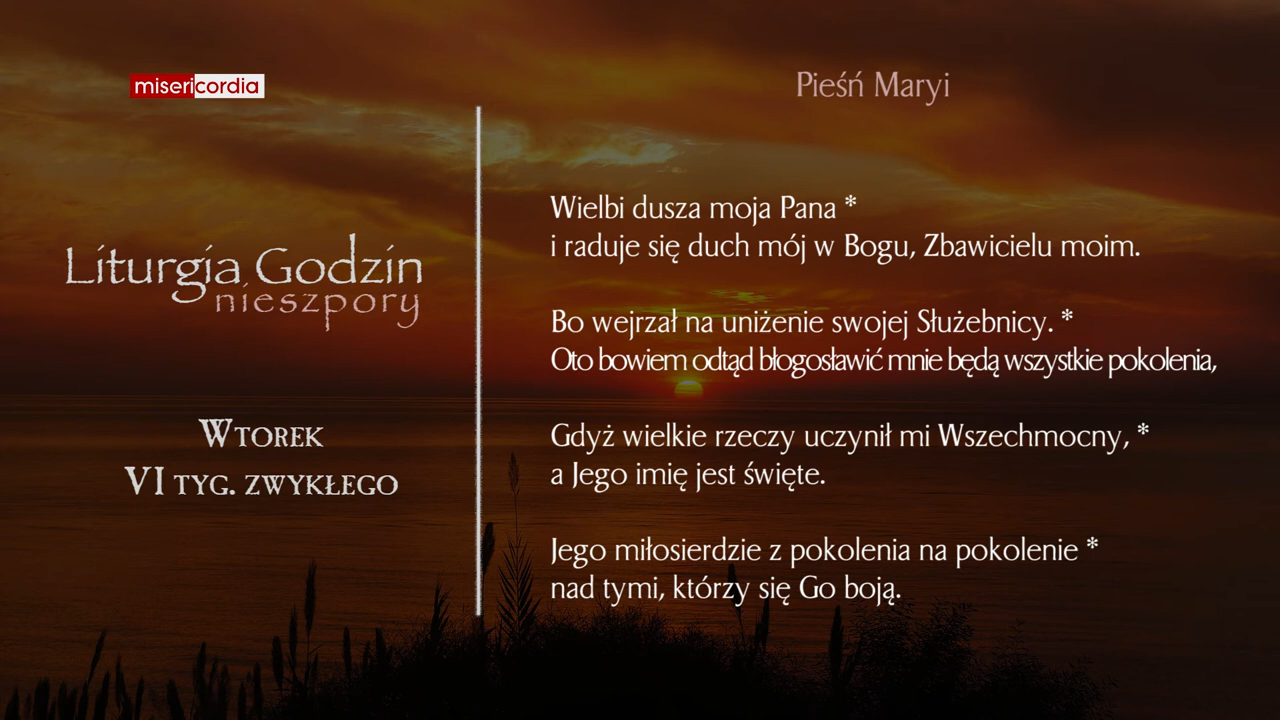 misericordia
Liturgia Godzin
nieszpory
Wtorek
VI tyg. zwykłego
Pieśń Maryi
Wielbi dusza moja Pana *
i raduje się duch mój w Bogu, Zbawicielu moim.
Bo wejrzał na uniżenie swojej Służebnicy. *
Oto bowiem odtąd błogosławić mnie będą wszystkie pokolenia,
Gdyż wielkie rzeczy uczynił mi Wszechmocny, *
a Jego imię jest święte.
Jego miłosierdzie z pokolenia na pokolenie *
nad tymi, którzy się Go boją.